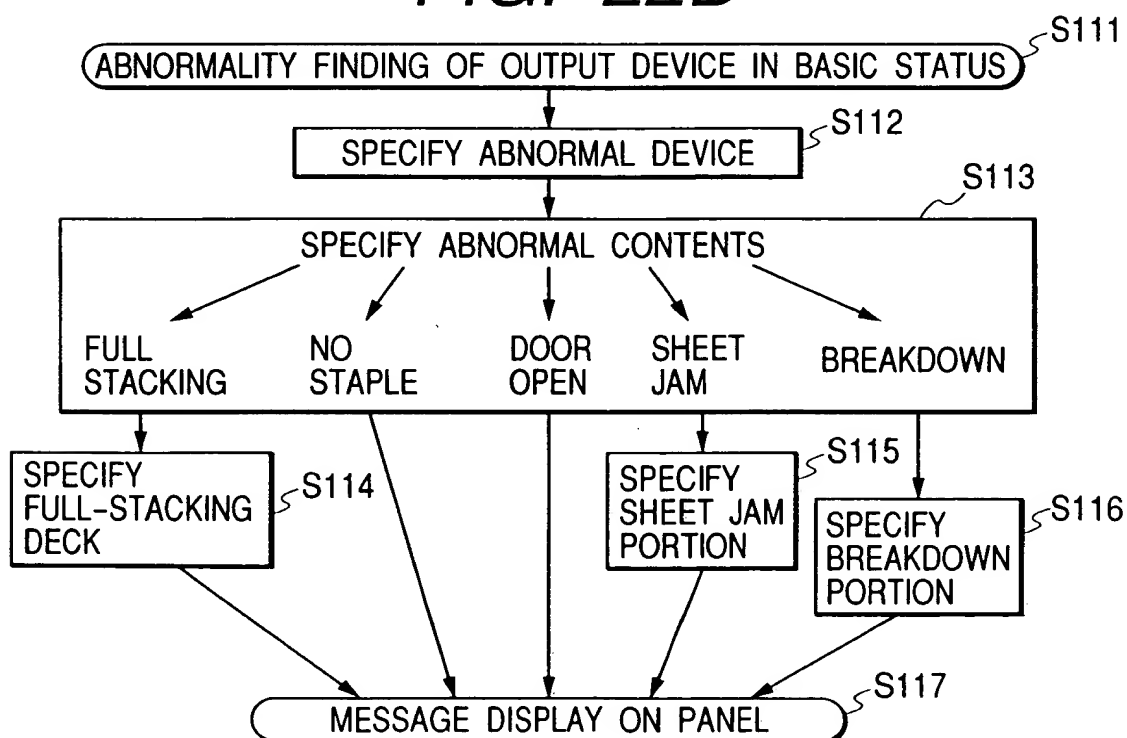 S111
ABNORMALITY FINDING OF OUTPUT DEVICE IN BASIC STATUS
S112
SPECIFY ABNORMAL DEVICE
S113
SPECIFY ABNORMAL CONTENTS
FULL
STACKING
NO
STAPLE
DOOR
OPEN
SHEET
JAM
BREAKDOWN
SPECIFY
FULL-STACKING
DECK
S114
SPECIFY
SHEET JAM
PORTION
S115
SPECIFY
BREAKDOWN
PORTION
S116
S117
MESSAGE DISPLAY ON PANEL